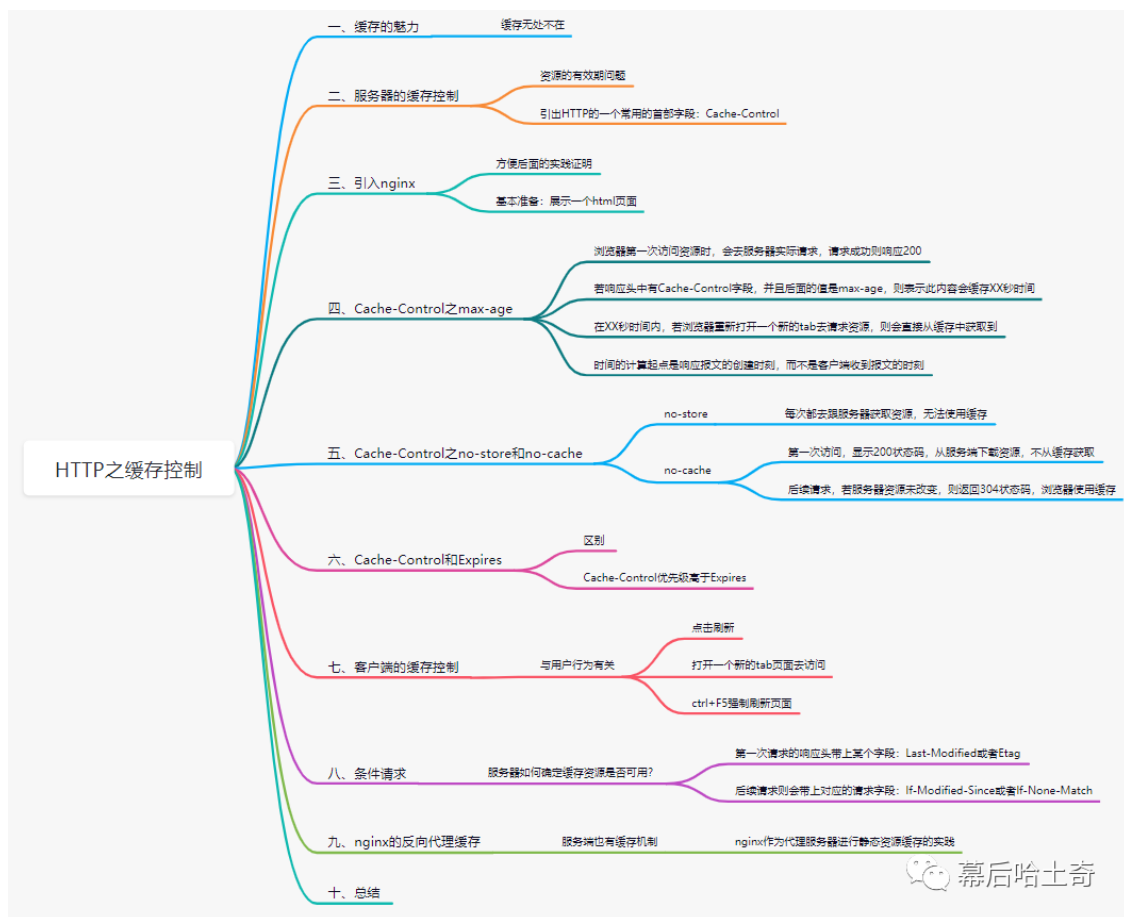 HTTP之缓存控制
一、缓存的魅力
缓存无处不在
二、服务器的缓存控制
资源的有效期问题
引出HTTP的一个常用的首部字段：Cache-Control
三、引入nginx
方便后面的实践证明
基本准备：展示一个html页面
四、Cache-Control之max-age
浏览器第一次访问资源时，会去服务器实际请求，请求成功则响应200
若响应头中有Cache-Control字段，并且后面的值是max-age，则表示此内容会缓存XX秒时间
在XX秒时间内，若浏览器重新打开一个新的tab去请求资源，则会直接从缓存中获取到
时间的计算起点是响应报文的创建时刻，而不是客户端收到报文的时刻
五、Cache-Control之no-store和no-cache
no-store
每次都去跟服务器获取资源，无法使用缓存
no-cache
第一次访问，显示200状态码，从服务端下载资源，不从缓存获取
后续请求，若服务器资源未改变，则返回304状态码，浏览器使用缓存
六、Cache-Control和Expires
区别
Cache-Control优先级高于Expires
七、客户端的缓存控制
与用户行为有关
点击刷新
打开一个新的tab页面去访问
ctrl+F5强制刷新页面
八、条件请求
服务器如何确定缓存资源是否可用？
第一次请求的响应头带上某个字段：Last-Modified或者Etag
后续请求则会带上对应的请求字段：If-Modified-Since或者If-None-Match
九、nginx的反向代理缓存
服务端也有缓存机制
nginx作为代理服务器进行静态资源缓存的实践
十、总结
幕后哈土奇